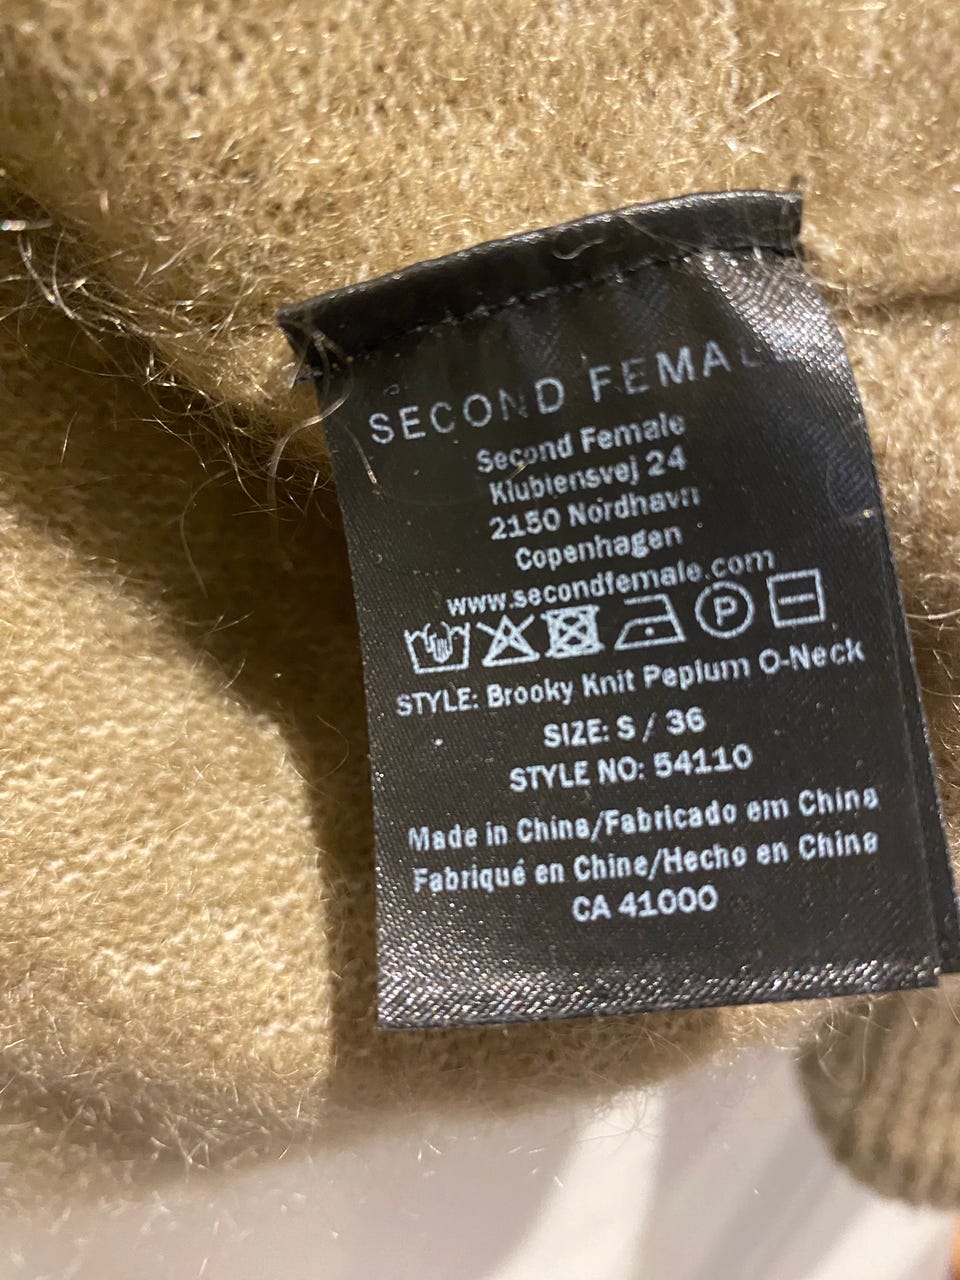 SECOND FEMALE
Second Female
Klubiensvej 24
2150 Nordhavn
Copenhagen
www.secondfemale.com
P
STYLE: Brooky Knit Peplum O-Neck
SIZE: S / 36
STYLE NO: 54110
Made in China/Fabricado em China
Fabriqué en Chine/Hecho en China
CA 41000